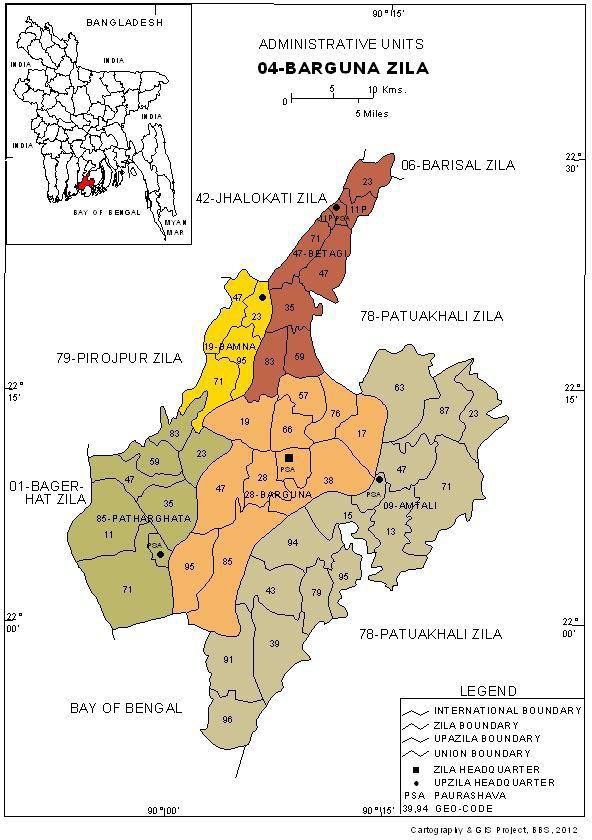 90° 15'
BANGLADESH
INDIA
INDIA
INDIA
INDIA
BAY OF BENGAL
MYAN
MAR
ADMINISTRATIVE UNITS
04-BARGUNA ZILA
0 5 10 Kms.
5 Miles
22°
30'
06-BARISAL ZILA
42-JHALOKATI ZILA
23
11P
11P
PSA
71
47-BETAGI
47
35
83
59
78-PATUAKHALI ZILA
47
23
19-BAMNA
95
71
79-PIROJPUR ZILA
22°
15'
22°
15'
63
87
23
47
71
PSA
09-AMTALI
15
13
57
76
19
66
17
PSA
28
38
47
28-BARGUNA
95
85
83
59
23
47
35
01-BAGER-
HAT ZILA
85-PATHARGHATA
11
PSA
71
94
43
79
95
39
91
96
22°
00'
22°
00'
78-PATUAKHALI ZILA
BAY OF BENGAL
LEGEND
INTERNATIONAL BOUNDARY
ZILA BOUNDARY
UPAZILA BOUNDARY
UNION BOUNDARY
ZILA HEADQUARTER
UPZILA HEADQUARTER
PSA PAURASHAVA
39,94 GEO-CODE
90° 00'
90° 15'
Cartography & GIS Project, BBS, 2012